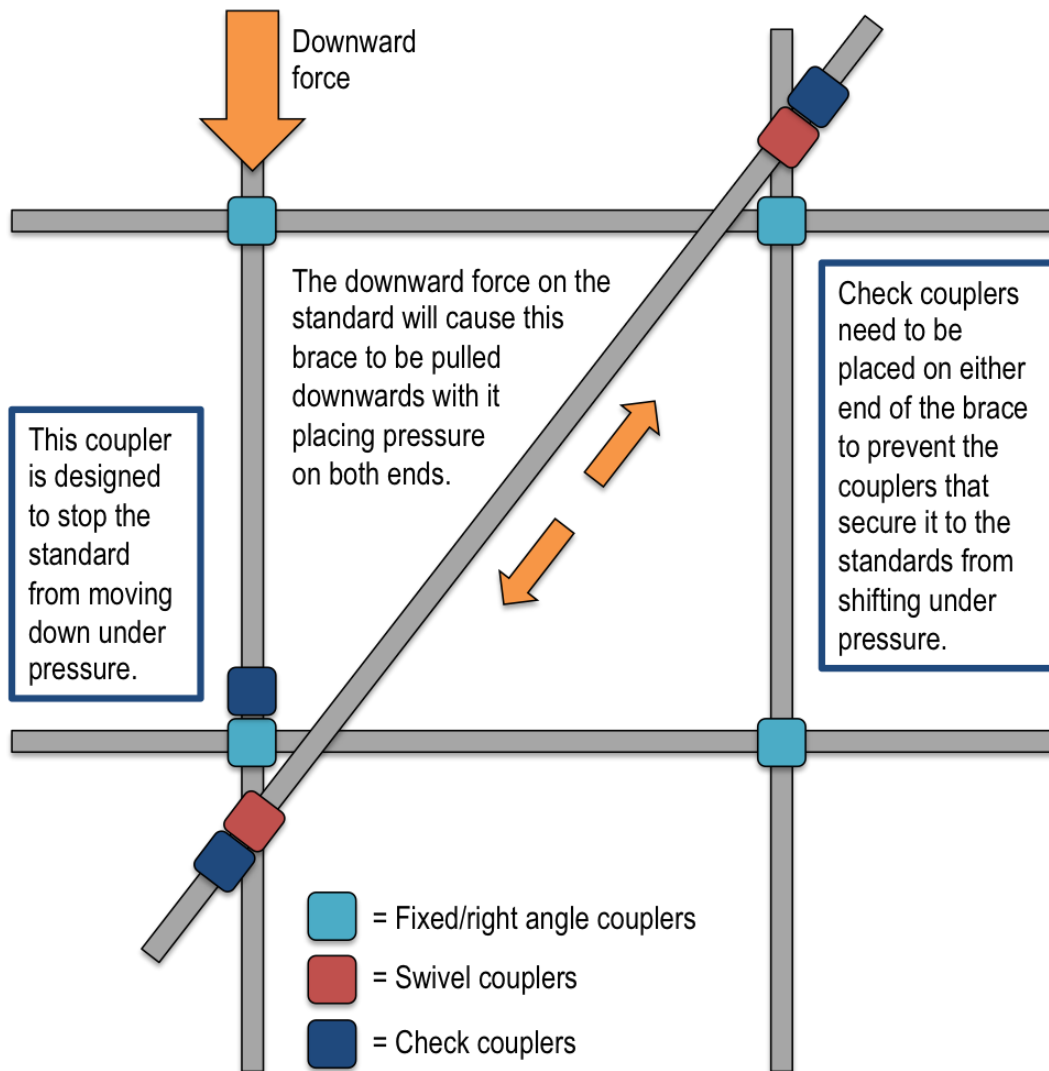 Downward
force
The downward force on the
standard will cause this
brace to be pulled
downwards with it
placing pressure
on both ends.
This coupler
is designed
to stop the
standard
from moving
down under
pressure.
Check couplers
need to be
placed on either
end of the brace
to prevent the
couplers that
secure it to the
standards from
shifting under
pressure.
= Fixed/right angle couplers
= Swivel couplers
= Check couplers